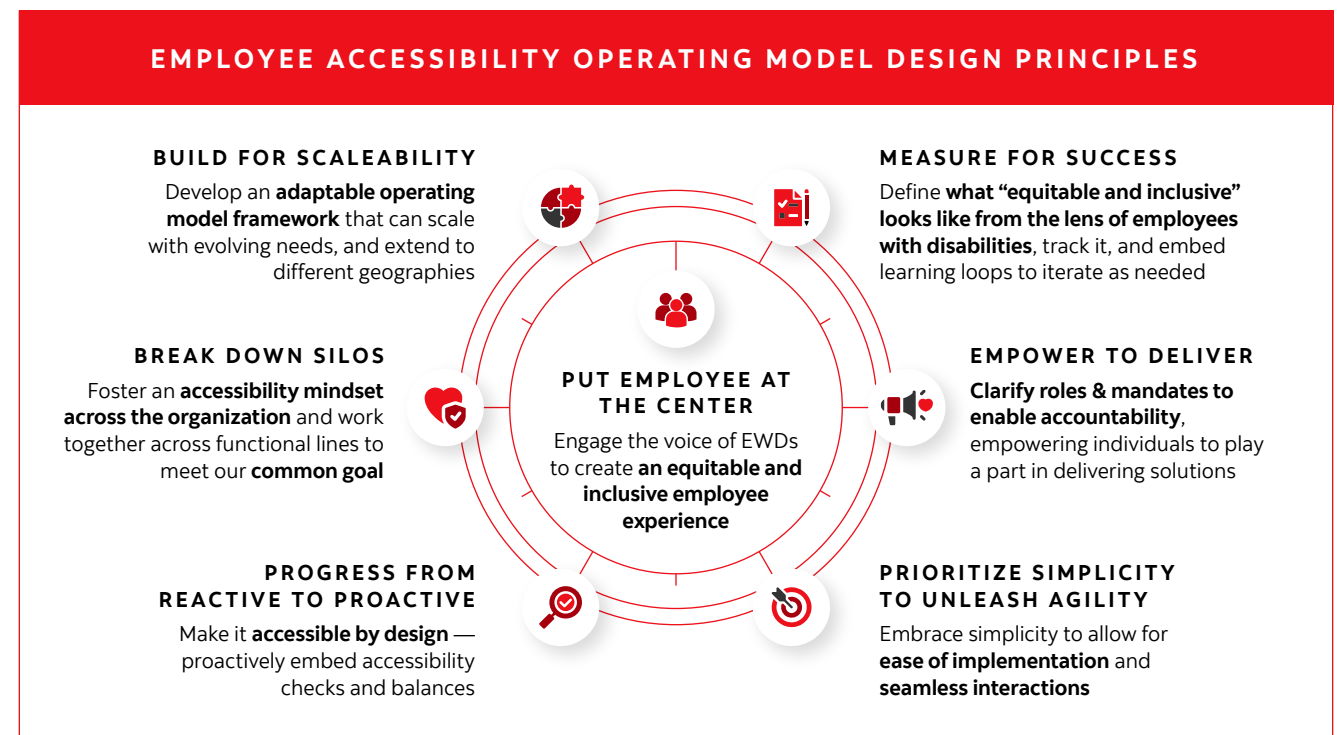 EMPLOYEE ACCESSIBILITY OPERATING MODEL DESIGN PRINCIPLES
BUILD FOR SCALEABILITY
Develop an adaptable operating
model framework that can scale
with evolving needs, and extend to
different geographies
MEASURE FOR SUCCESS
Define what “equitable and inclusive”
looks like from the lens of employees
with disabilities, track it, and embed
learning loops to iterate as needed
BREAK DOWN SILOS
Foster an accessibility mindset
across the organization and work
together across functional lines to
meet our common goal
PUT EMPLOYEE AT
THE CENTER
Engage the voice of EWDs
to create an equitable and
inclusive employee
experience
EMPOWER TO DELIVER
Clarify roles & mandates to
enable accountability,
empowering individuals to play
a part in delivering solutions
PROGRESS FROM
REACTIVE TO PROACTIVE
Make it accessible by design —
proactively embed accessibility
checks and balances
PRIORITIZE SIMPLICITY
TO UNLEASH AGILITY
Embrace simplicity to allow for
ease of implementation and
seamless interactions